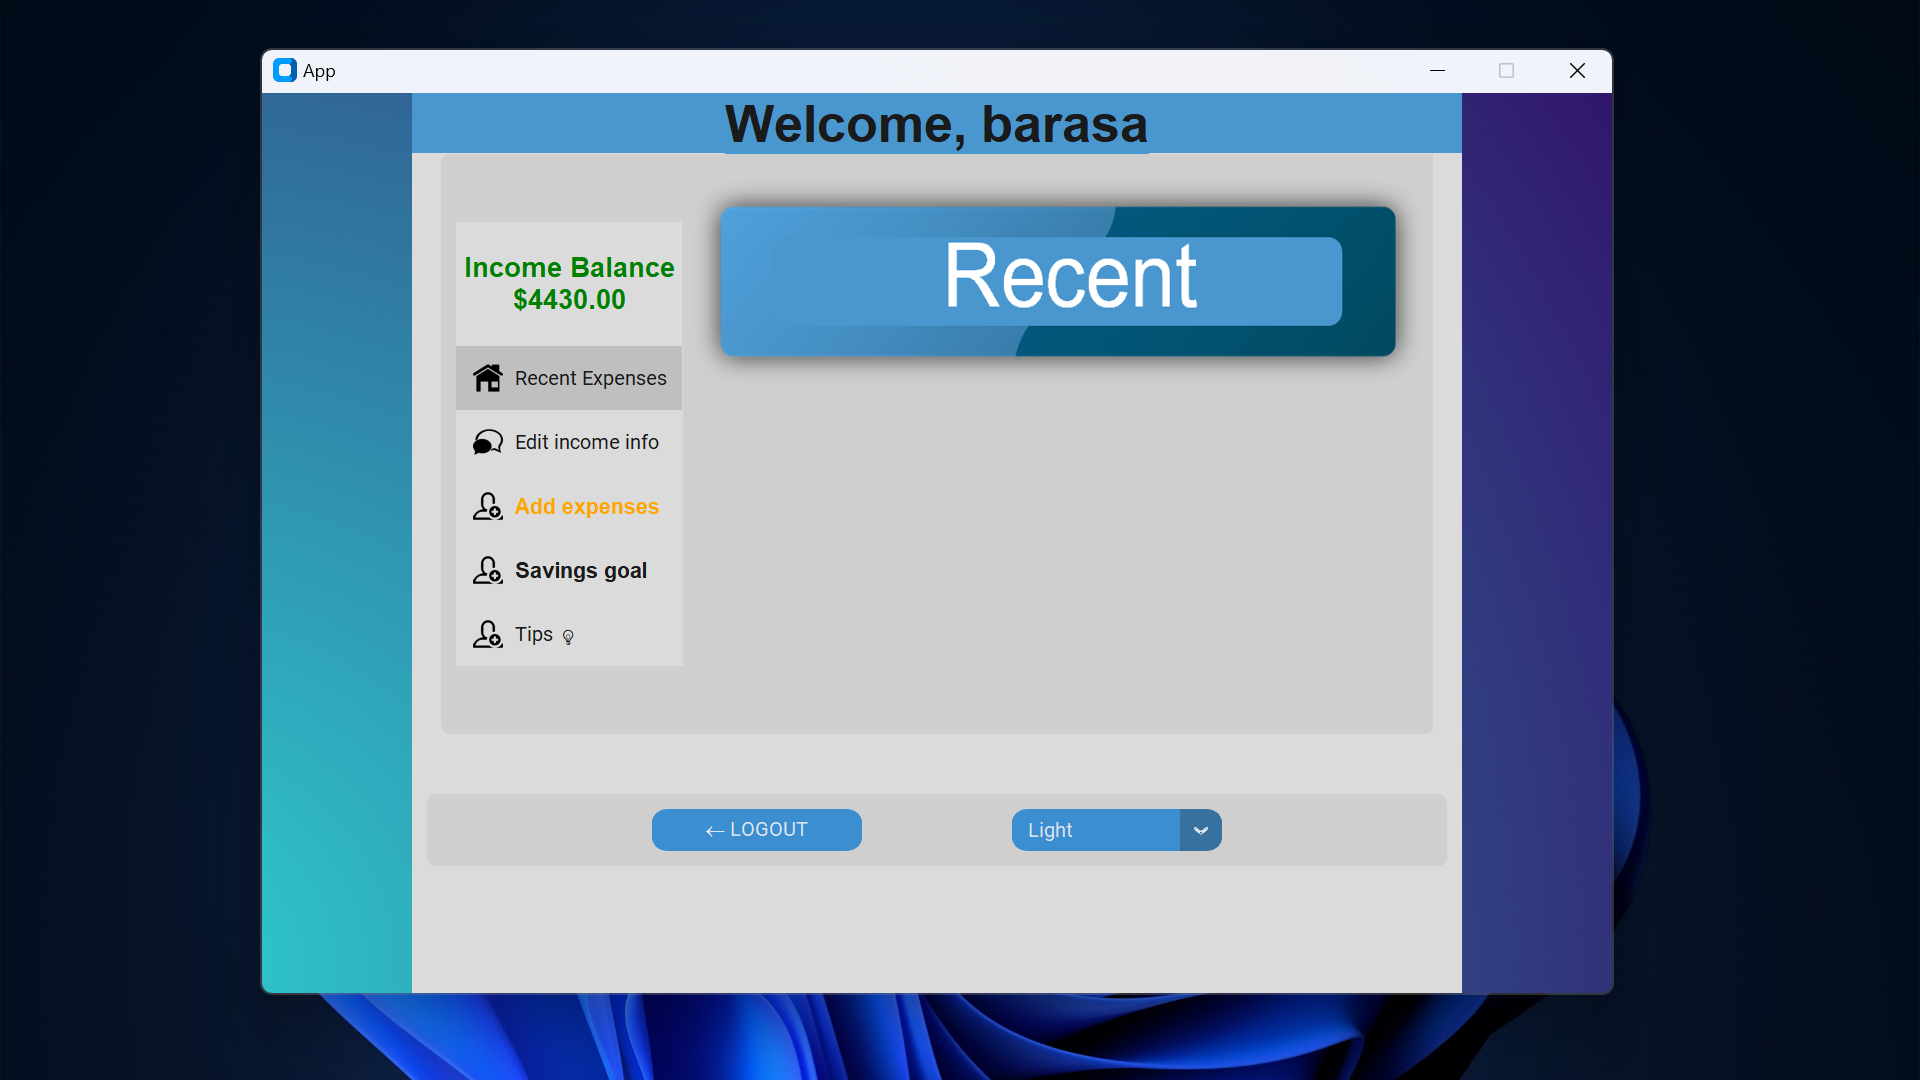 App
Welcome, barasa
Income Balance
$4430.00
Recent Expenses
Edit income info
Add expenses
Savings goal
Tips
Recent
← LOGOUT
Light